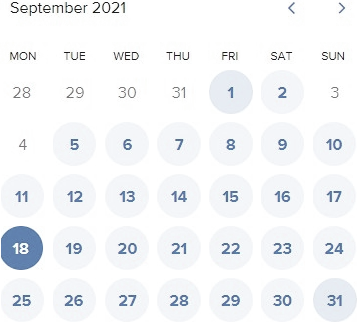 September 2021 < >
MON TUE WED THU FRI SAT SUN
28 29 30 31 1 2 3
4 5 6 7 8 9 10
11 12 13 14 15 16 17
18 19 20 21 22 23 24
25 26 27 28 29 30 31